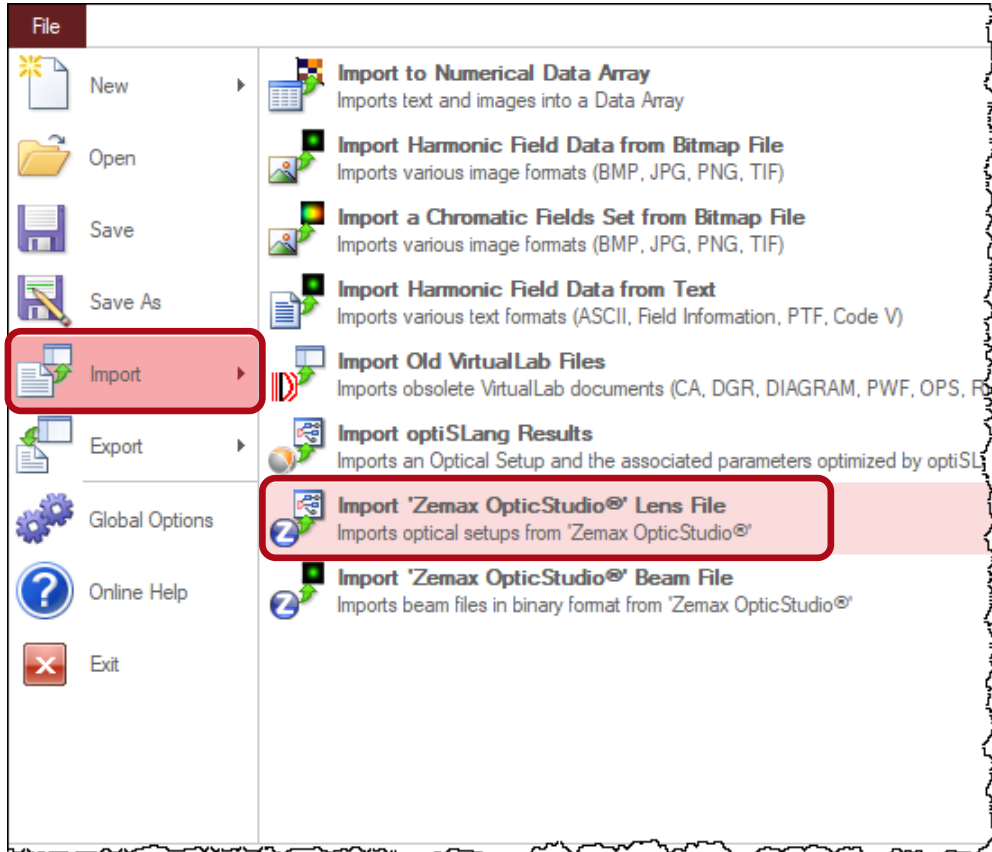 File
New
Open
Save
Save As
Import
Export
Global Options
Online Help
Exit
Import to Numerical Data Array
Imports text and images into a Data Array
Import Harmonic Field Data from Bitmap File
Imports various image formats (BMP, JPG, PNG, TIF)
Import a Chromatic Fields Set from Bitmap File
Imports various image formats (BMP, JPG, PNG, TIF)
Import Harmonic Field Data from Text
Imports various text formats (ASCII, Field Information, PTF, Code V)
Import Old VirtualLab Files
Imports obsolete VirtualLab documents (CA, DGR, DIAGRAM, PWF, OPS,
Import optiSLang Results
Imports an Optical Setup and the associated parameters optimized by optiSL
Import 'Zemax OpticStudio®' Lens File
Imports optical setups from 'Zemax OpticStudio®'
Import 'Zemax OpticStudio®' Beam File
Imports beam files in binary format from 'Zemax OpticStudio®'